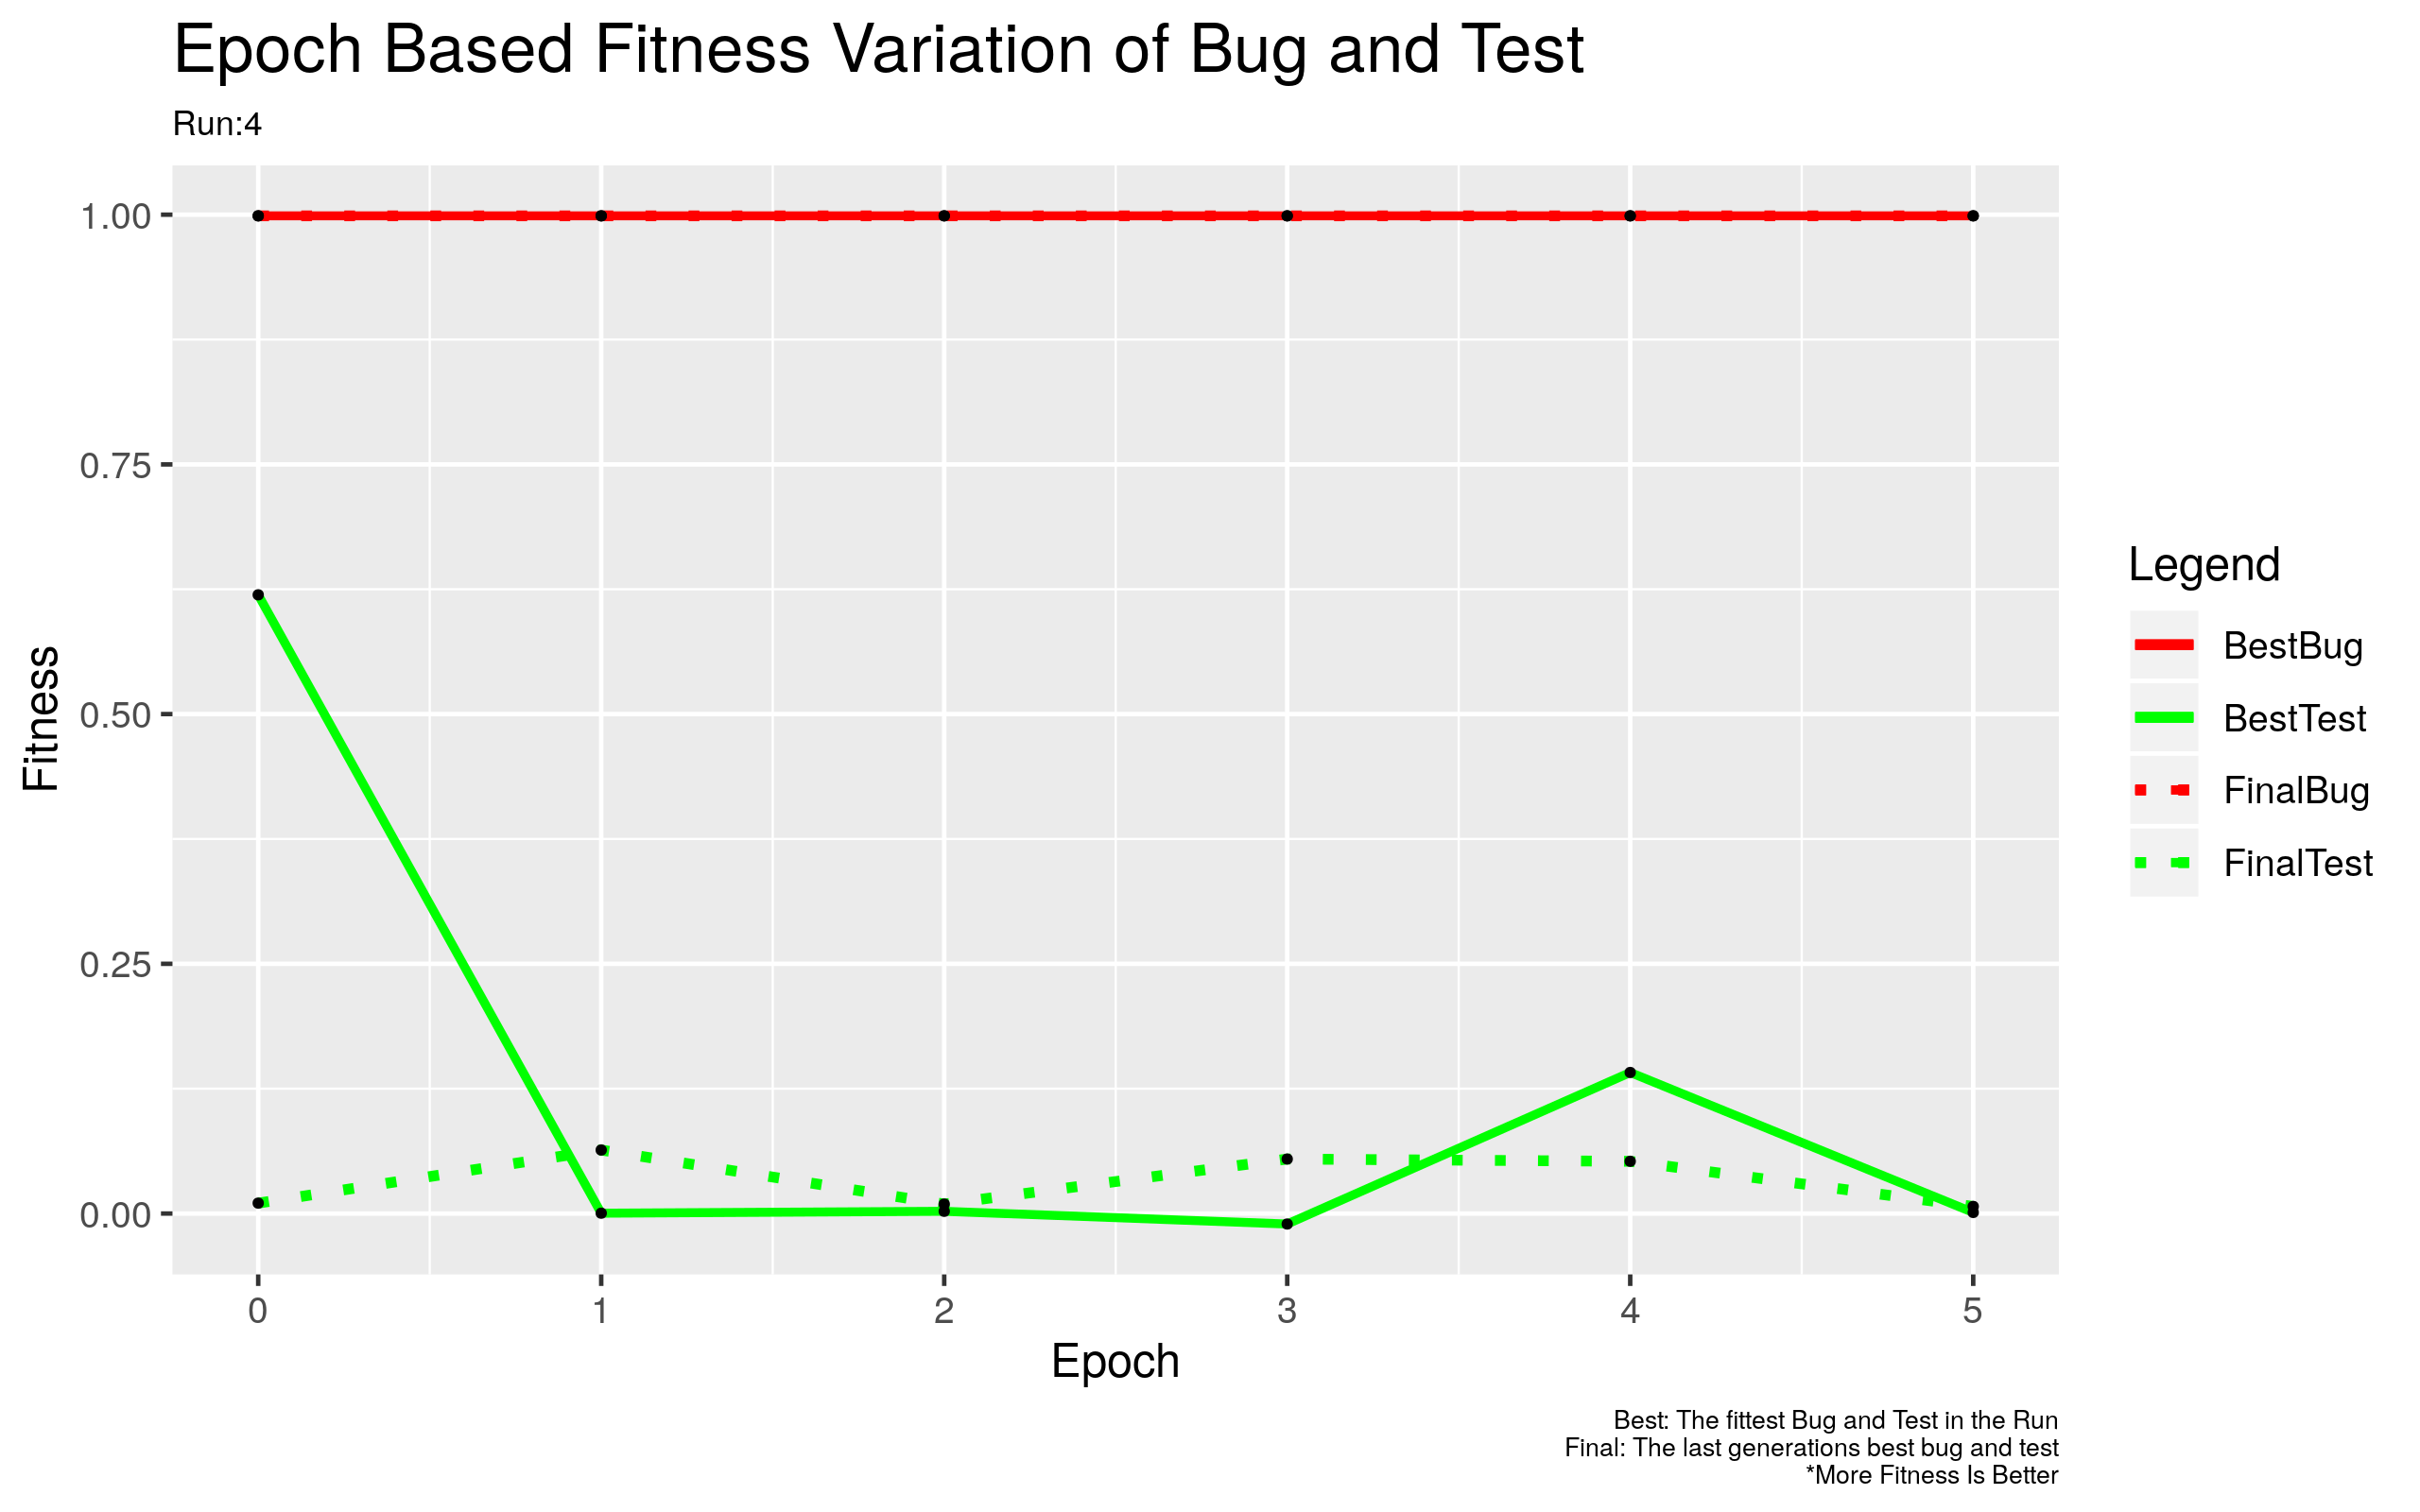 Epoch Based Fitness Variation of Bug and Test
Run:4
1.00
0.75
0.50
0.25
0.00
Fitness
0 1 2 3 4 5
Epoch
Legend
BestBug
BestTest
FinalBug
FinalTest
Best: The fittest Bug and Test in the Run
Final: The last generations best bug and test
*More Fitness Is Better